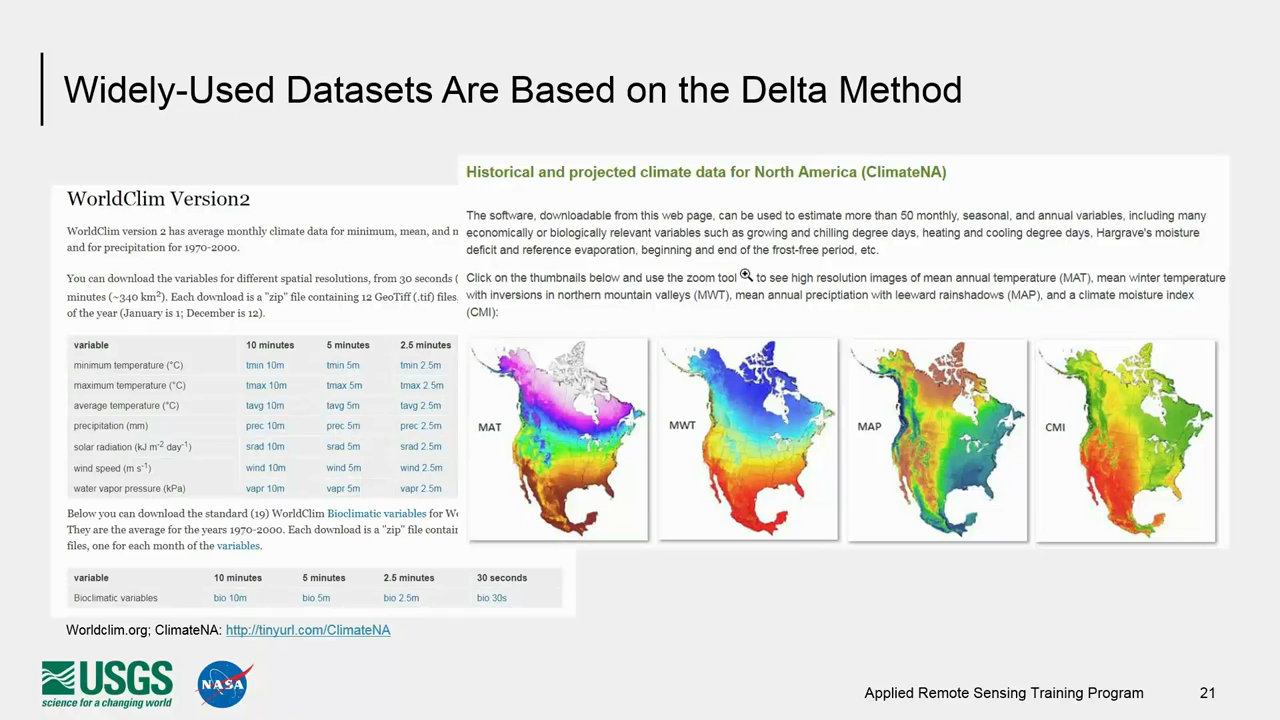 Widely-Used Datasets Are Based on the Delta Method
WorldClim Version2
WorldClim version 2 has average monthly climate data for minimum, mean, and
and for precipitation for 1970-2000.
You can download the variables for different spatial resolutions, from 30 seconds (
minutes (~340 km²). Each download is a "zip" file containing 12 GeoTiff (.tif) files,
of the year (January is 1; December is 12).
variable 10 minutes 5 minutes 2.5 minutes
minimum temperature (°C) tmin 10m tmin 5m tmin 2.5m
maximum temperature (°C) tmax 10m tmax 5m tmax 2.5m
average temperature (°C) tavg 10m tavg 5m tavg 2.5m
precipitation (mm) prec 10m prec 5m prec 2.5m
solar radiation (kJ m⁻² day⁻¹) srad 10m srad 5m srad 2.5m
wind speed (m s⁻¹) wind 10m wind 5m wind 2.5m
water vapor pressure (kPa) vapr 10m vapr 5m vapr 2.5m
Below you can download the standard (19) WorldClim Bioclimatic variables for
They are the average for the years 1970-2000. Each download is a "zip" file
files, one for each month of the variables.
variable 10 minutes 5 minutes 2.5 minutes 30 seconds
Bioclimatic variables bio 10m bio 5m bio 2.5m bio 30s
Historical and projected climate data for North America (ClimateNA)
The software, downloadable from this web page, can be used to estimate more than 50 monthly, seasonal, and annual variables, including many
economically or biologically relevant variables such as growing and chilling degree days, heating and cooling degree days, Hargrave's moisture
deficit and reference evaporation, beginning and end of the frost-free period, etc.
Click on the thumbnails below and use the zoom tool to see high resolution images of mean annual temperature (MAT), mean winter temperature
with inversions in northern mountain valleys (MWT), mean annual preciptiation with leeward rainshadows (MAP), and a climate moisture index
(CMI):
MAT
MWT
MAP
CMI
Worldclim.org; ClimateNA: http://tinyurl.com/ClimateNA
USGS
science for a changing world
NASA
Applied Remote Sensing Training Program 21